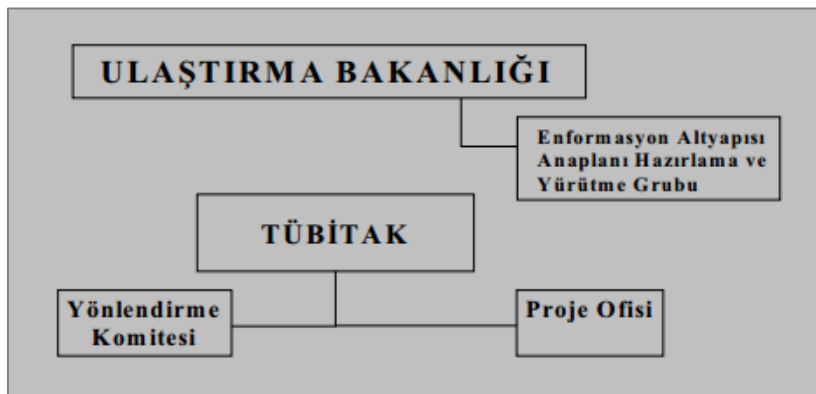 ULAŞTIRMA BAKANLIĞI
Enformasyon Altyapısı
Anaplanı Hazırlama ve
Yürütme Grubu
TÜBİTAK
Yönlendirme
Komitesi
Proje Ofisi